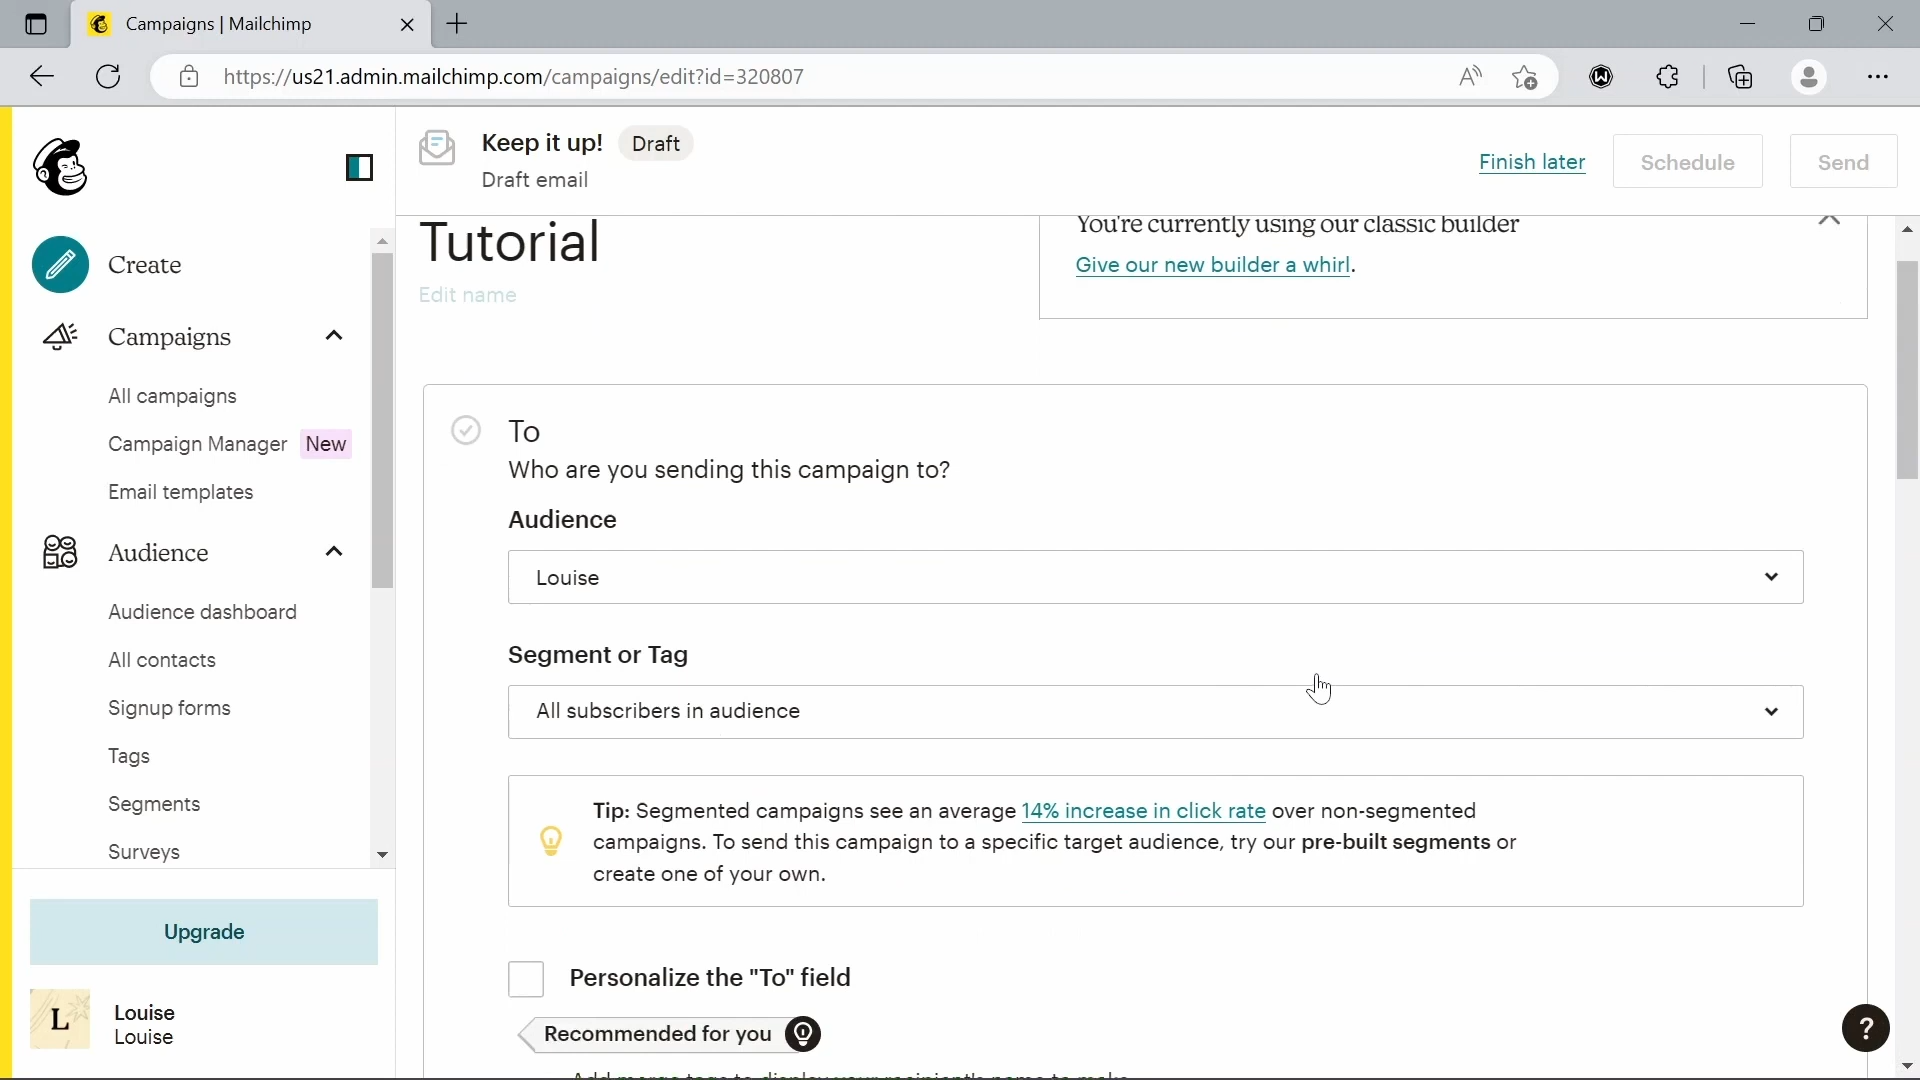 Campaigns | Mailchimp
https://us21.admin.mailchimp.com/campaigns/edit?id=320807
Keep it up! Draft
Draft email
Finish later
Schedule
Send
Create
Campaigns
All campaigns
Campaign Manager New
Email templates
Audience
Audience dashboard
All contacts
Signup forms
Tags
Segments
Surveys
Upgrade
L
Louise
Louise
Tutorial
Edit name
You're currently using our classic builder
Give our new builder a whirl.
To
Who are you sending this campaign to?
Audience
Louise
Segment or Tag
All subscribers in audience
Tip: Segmented campaigns see an average 14% increase in click rate over non-segmented
campaigns. To send this campaign to a specific target audience, try our pre-built segments or
create one of your own.
Personalize the "To" field
Recommended for you
?